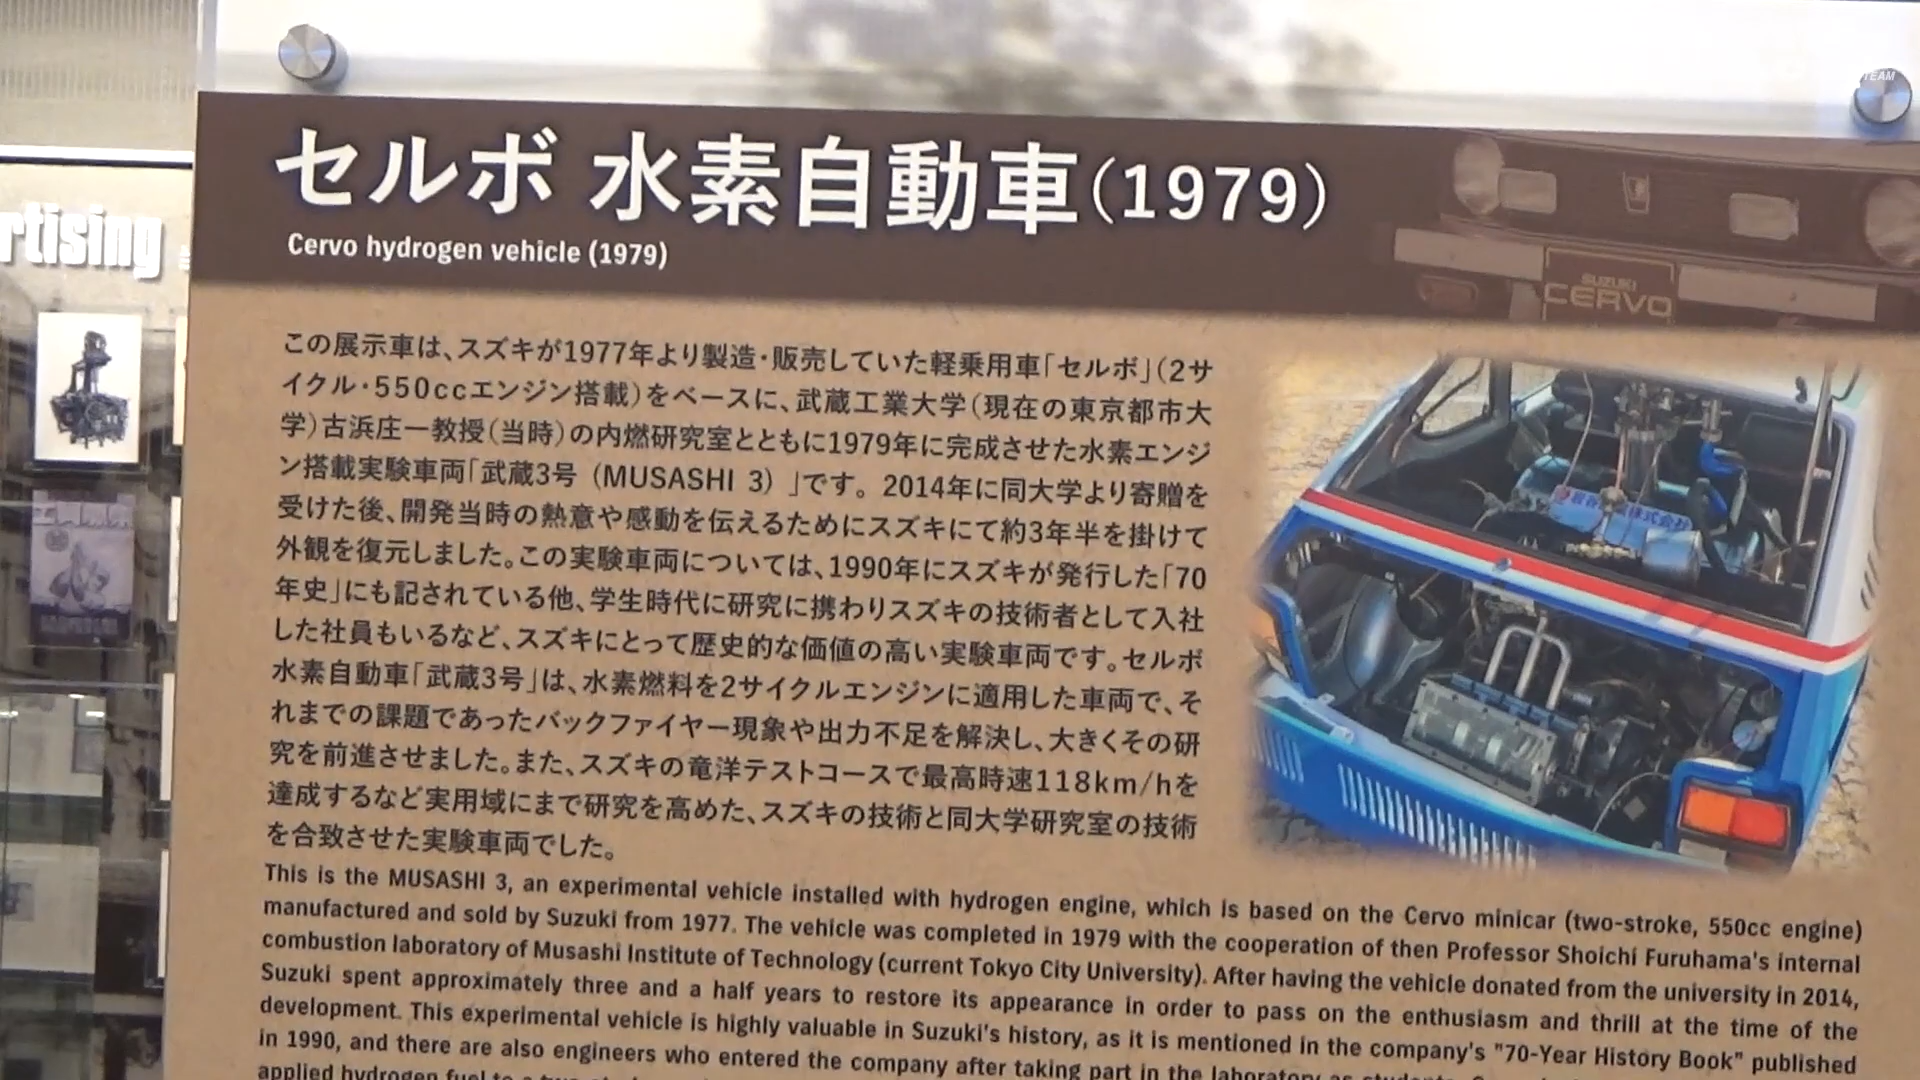 TEAM
セルボ 水素自動車(1979)
Cervo hydrogen vehicle (1979)
rtising
SUZUKI
CERVO
この展示車は、スズキが1977年より製造・販売していた軽乗用車「セルボ」(2サ
イクル・550ccエンジン搭載)をベースに、武蔵工業大学(現在の東京都市大
学)古浜庄一教授(当時)の内燃研究室とともに1979年に完成させた水素エンジ
ン搭載実験車両「武蔵3号 (MUSASHI 3) 」です。2014年に同大学より寄贈を
受けた後、開発当時の熱意や感動を伝えるためにスズキにて約3年半を掛けて
外観を復元しました。この実験車両については、1990年にスズキが発行した「70
年史」にも記されている他、学生時代に研究に携わりスズキの技術者として入社
した社員もいるなど、スズキにとって歴史的な価値の高い実験車両です。セルボ
水素自動車「武蔵3号」は、水素燃料を2サイクルエンジンに適用した車両で、そ
れまでの課題であったバックファイヤー現象や出力不足を解決し、大きくその研
究を前進させました。また、スズキの竜洋テストコースで最高時速118km/hを
達成するなど実用域にまで研究を高めた、スズキの技術と同大学研究室の技術
を合致させた実験車両でした。
株式会社
This is the MUSASHI 3, an experimental vehicle installed with hydrogen engine, which is based on the Cervo minicar (two-stroke, 550cc engine)
manufactured and sold by Suzuki from 1977. The vehicle was completed in 1979 with the cooperation of then Professor Shoichi Furuhama's internal
combustion laboratory of Musashi Institute of Technology (current Tokyo City University). After having the vehicle donated from the university in 2014,
Suzuki spent approximately three and a half years to restore its appearance in order to pass on the enthusiasm and thrill at the time of the
development. This experimental vehicle is highly valuable in Suzuki's history, as it is mentioned in the company's "70-Year History Book" published
in 1990, and there are also engineers who entered the company after taking part in the laboratory as students.
applied hydrogen fuel to a